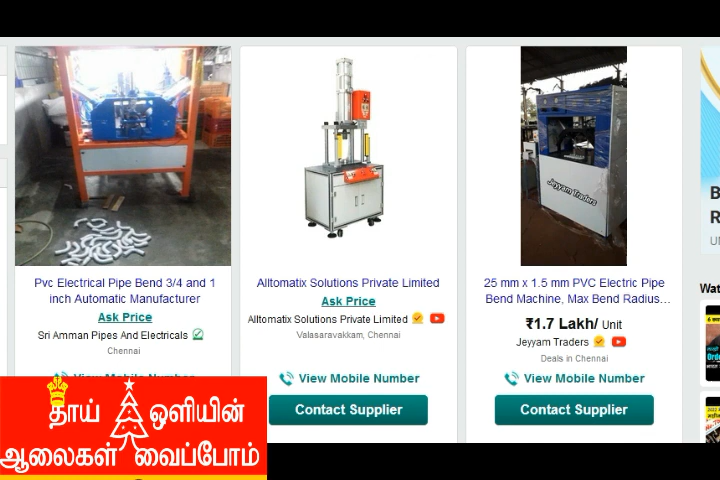 Pvc Electrical Pipe Bend 3/4 and 1
inch Automatic Manufacturer
Ask Price
Sri Amman Pipes And Electricals
Chennai
View Mobile Number
Alltomatix Solutions Private Limited
Ask Price
Alltomatix Solutions Private Limited
Valasaravakkam, Chennai
View Mobile Number
Contact Supplier
Jeyyam Traders
25 mm x 1.5 mm PVC Electric Pipe
Bend Machine, Max Bend Radius...
₹1.7 Lakh/ Unit
Jeyyam Traders
Deals in Chennai
View Mobile Number
Contact Supplier
தாய் ஒளியின்
ஆலைகள் வைப்போம்